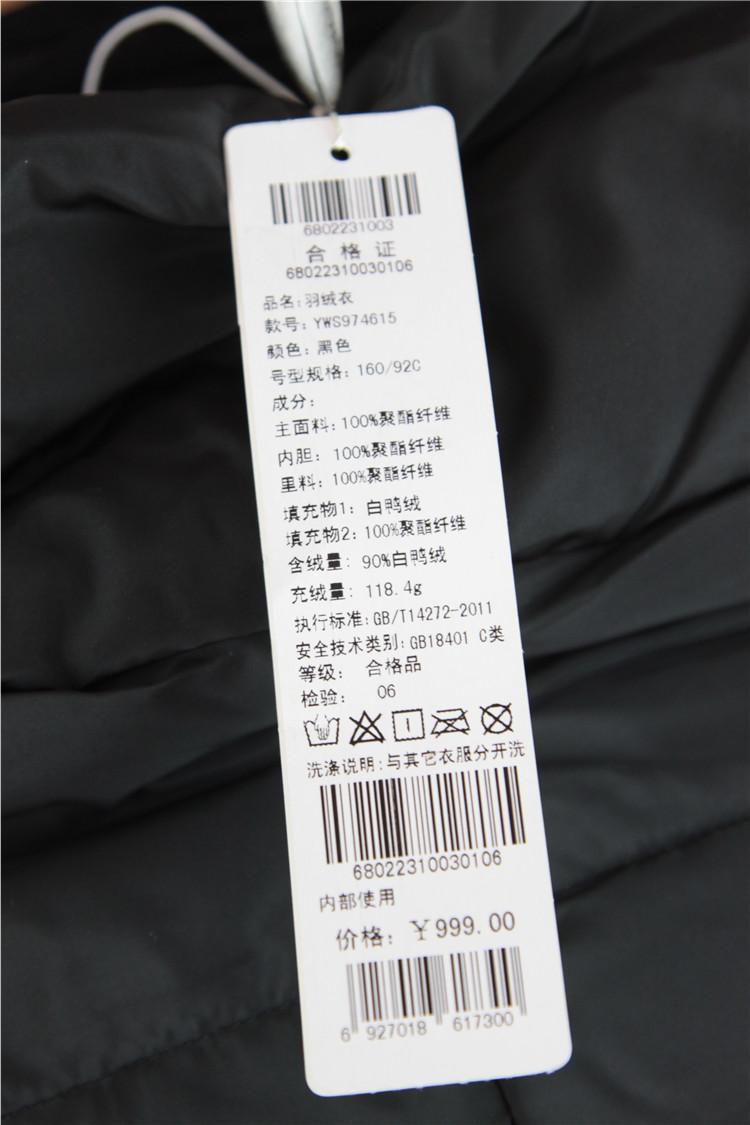 6802231003
合格证
68022310030106
品名:羽绒衣
款号:YWS974615
颜色:黑色
号型规格:160/92C
成分:
主面料:100%聚酯纤维
内胆:100%聚酯纤维
里料:100%聚酯纤维
填充物1:白鸭绒
填充物2:100%聚酯纤维
含绒量:90%白鸭绒
充绒量:118.4g
执行标准:GB/T14272-2011
安全技术类别:GB18401 C类
等级:合格品
检验:06
洗涤说明:与其它衣服分开洗
68022310030106
内部使用
价格:￥999.00
6 927018 617300